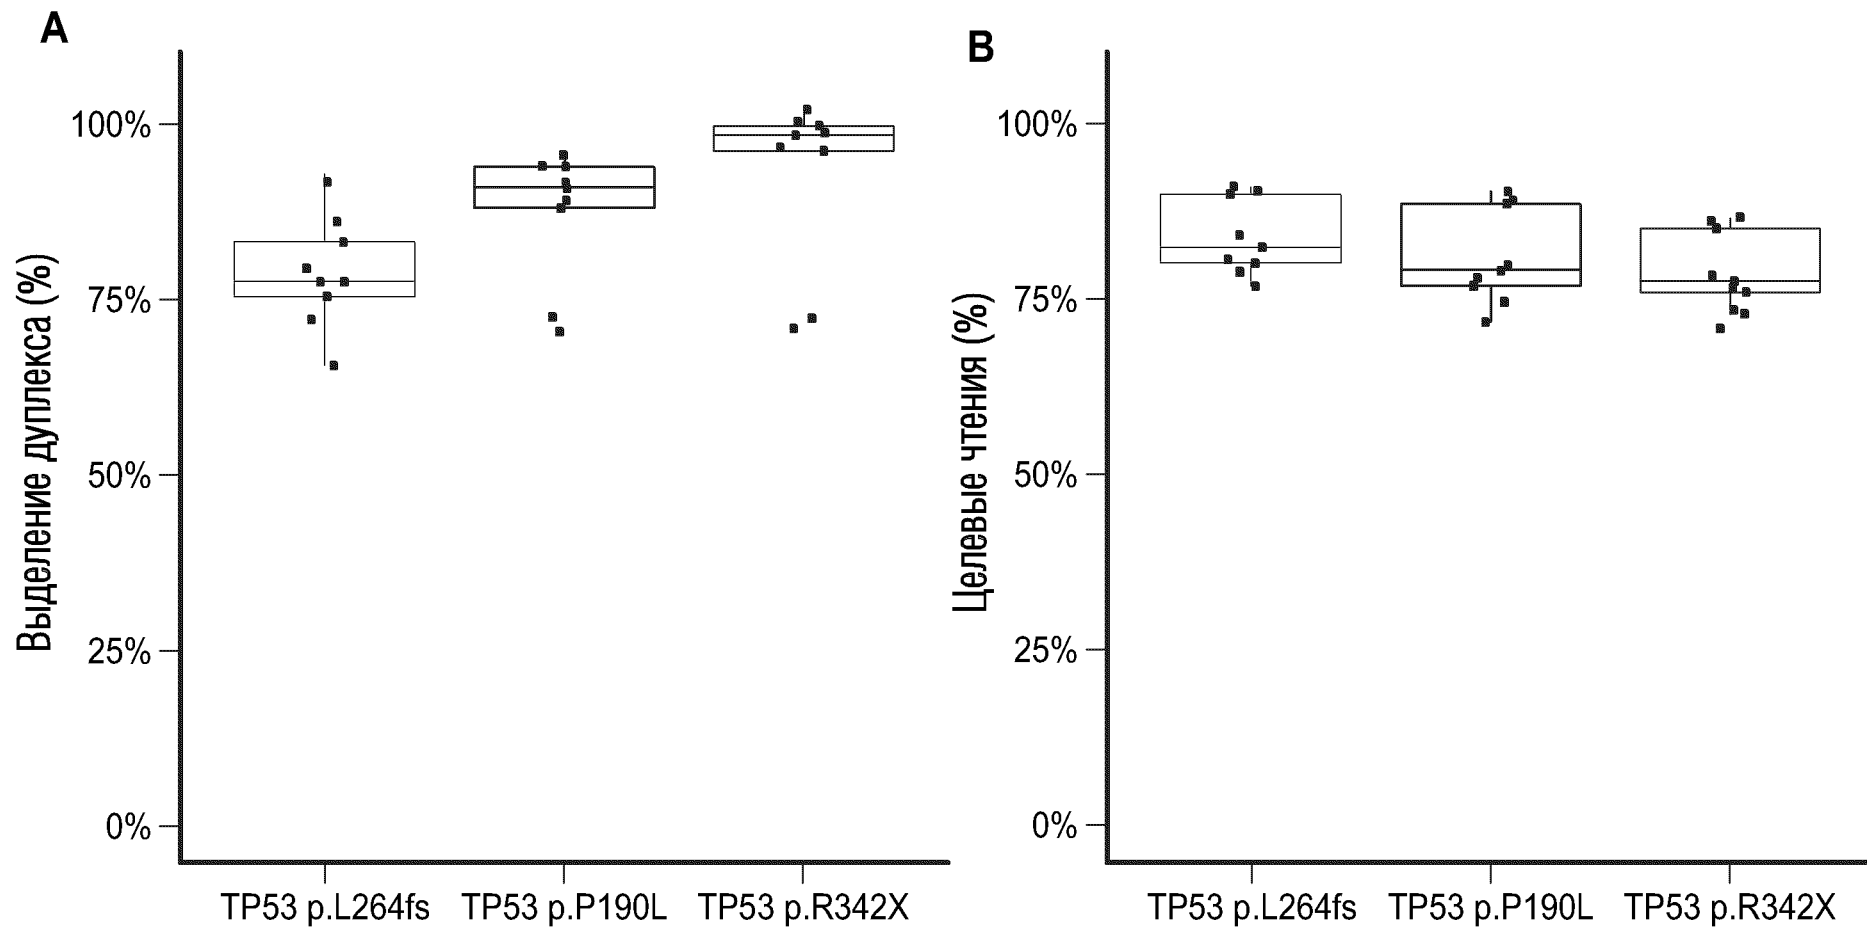 A
Выделение дуплекса (%)
100%
75%
50%
25%
0%
TP53 p.L264fs
TP53 p.P190L
TP53 p.R342X
B
Целевые чтения (%)
100%
75%
50%
25%
0%
TP53 p.L264fs
TP53 p.P190L
TP53 p.R342X